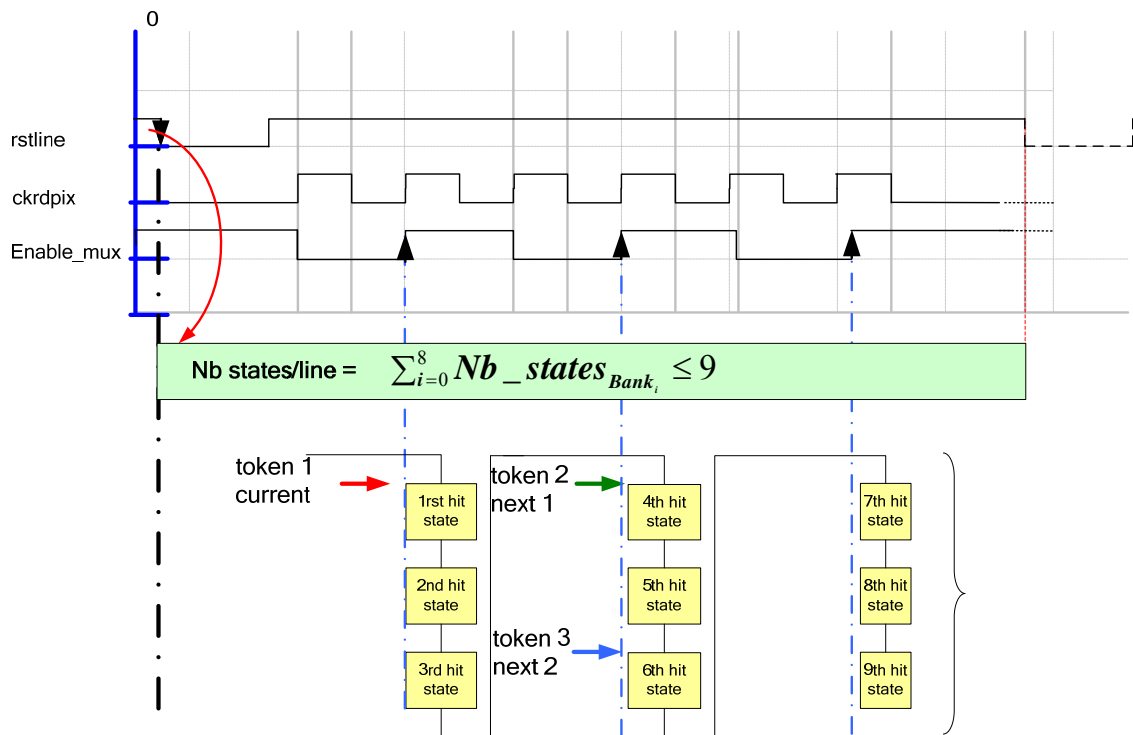 0
rstline
ckrdpix
Enable_mux
Nb states/line = ∑_{i=0}^{8} Nb_states_{Bank_i} ≤ 9
token 1
current
1rst hit
state
2nd hit
state
3rd hit
state
token 2
next 1
token 3
next 2
4th hit
state
5th hit
state
6th hit
state
7th hit
state
8th hit
state
9th hit
state